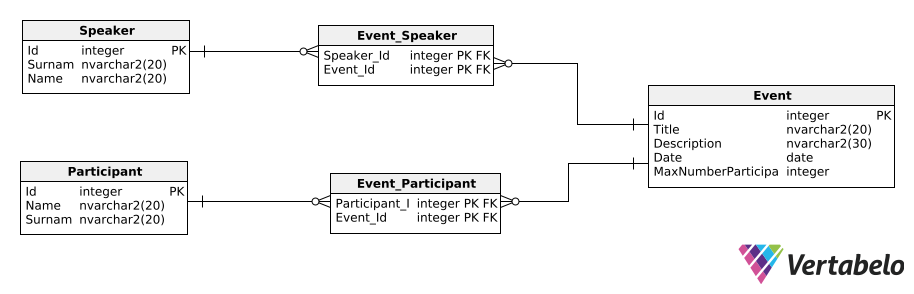 Speaker
Id integer PK
Surnam nvarchar2(20)
Name nvarchar2(20)
Event_Speaker
Speaker_Id integer PK FK
Event_Id integer PK FK
Event
Id integer PK
Title nvarchar2(20)
Description nvarchar2(30)
Date date
MaxNumberParticipa integer
Participant
Id integer PK
Name nvarchar2(20)
Surnam nvarchar2(20)
Event_Participant
Participant_I integer PK FK
Event_Id integer PK FK
Vertabelo